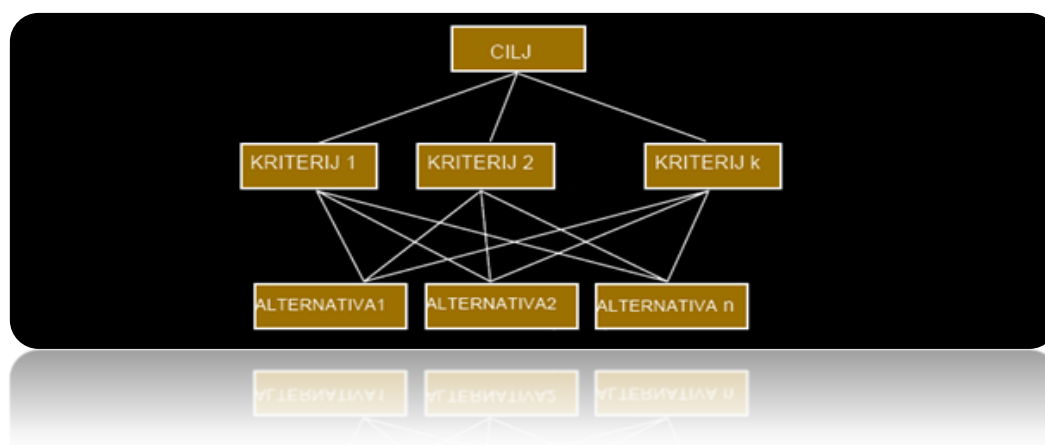 CILJ
KRITERIJ 1
KRITERIJ 2
KRITERIJ k
ALTERNATIVA1
ALTERNATIVA2
ALTERNATIVA n